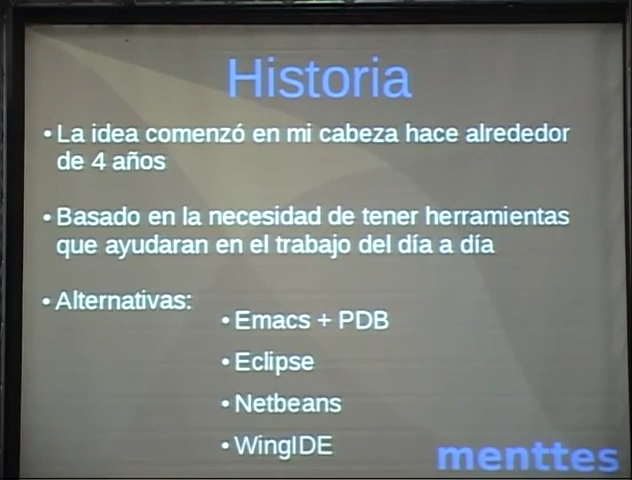 Historia
• La idea comenzó en mi cabeza hace alrededor
de 4 años
• Basado en la necesidad de tener herramientas
que ayudaran en el trabajo del día a día
• Alternativas:
• Emacs + PDB
• Eclipse
• Netbeans
• WingIDE
menttes